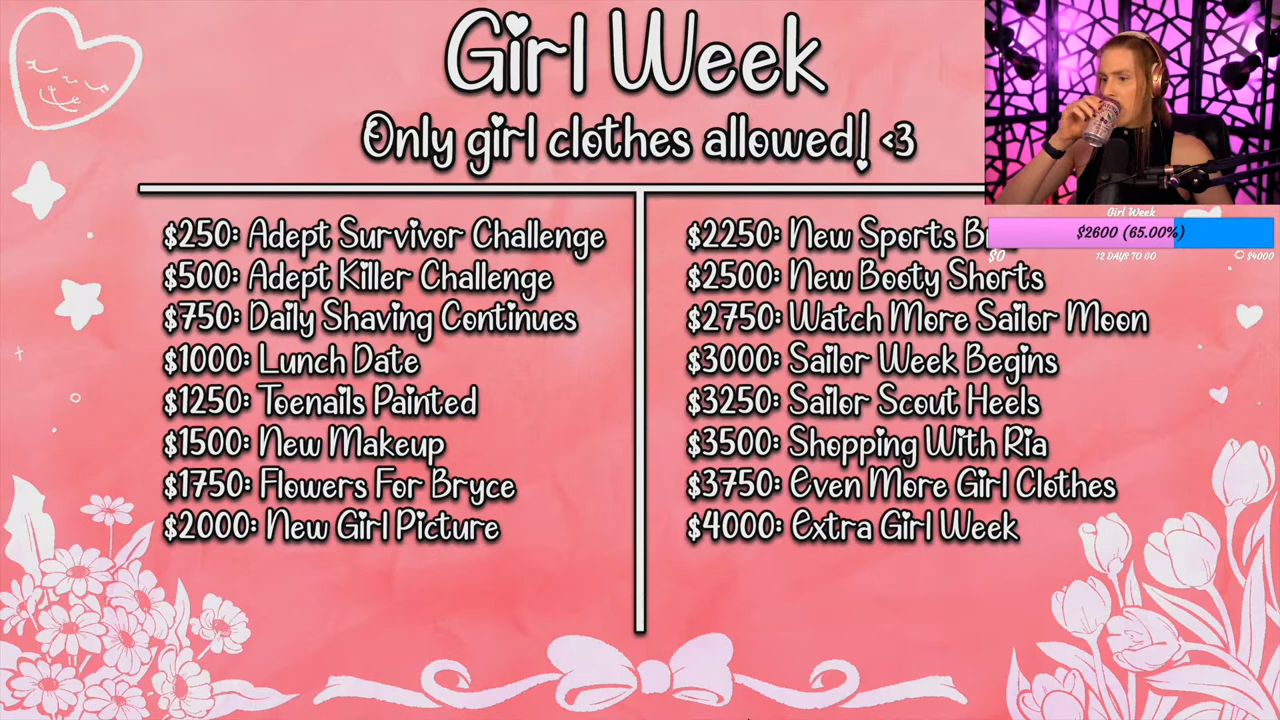 Girl Week
Only girl clothes allowed! <3
$250: Adept Survivor Challenge
$500: Adept Killer Challenge
$750: Daily Shaving Continues
$1000: Lunch Date
$1250: Toenails Painted
$1500: New Makeup
$1750: Flowers For Bryce
$2000: New Girl Picture
$2250: New Sports
$2500: New Booty Shorts
$2750: Watch More Sailor Moon
$3000: Sailor Week Begins
$3250: Sailor Scout Heels
$3500: Shopping With Ria
$3750: Even More Girl Clothes
$4000: Extra Girl Week
Girl Week
$2600 (65.00%)
$0 12 DAYS TO GO $4000